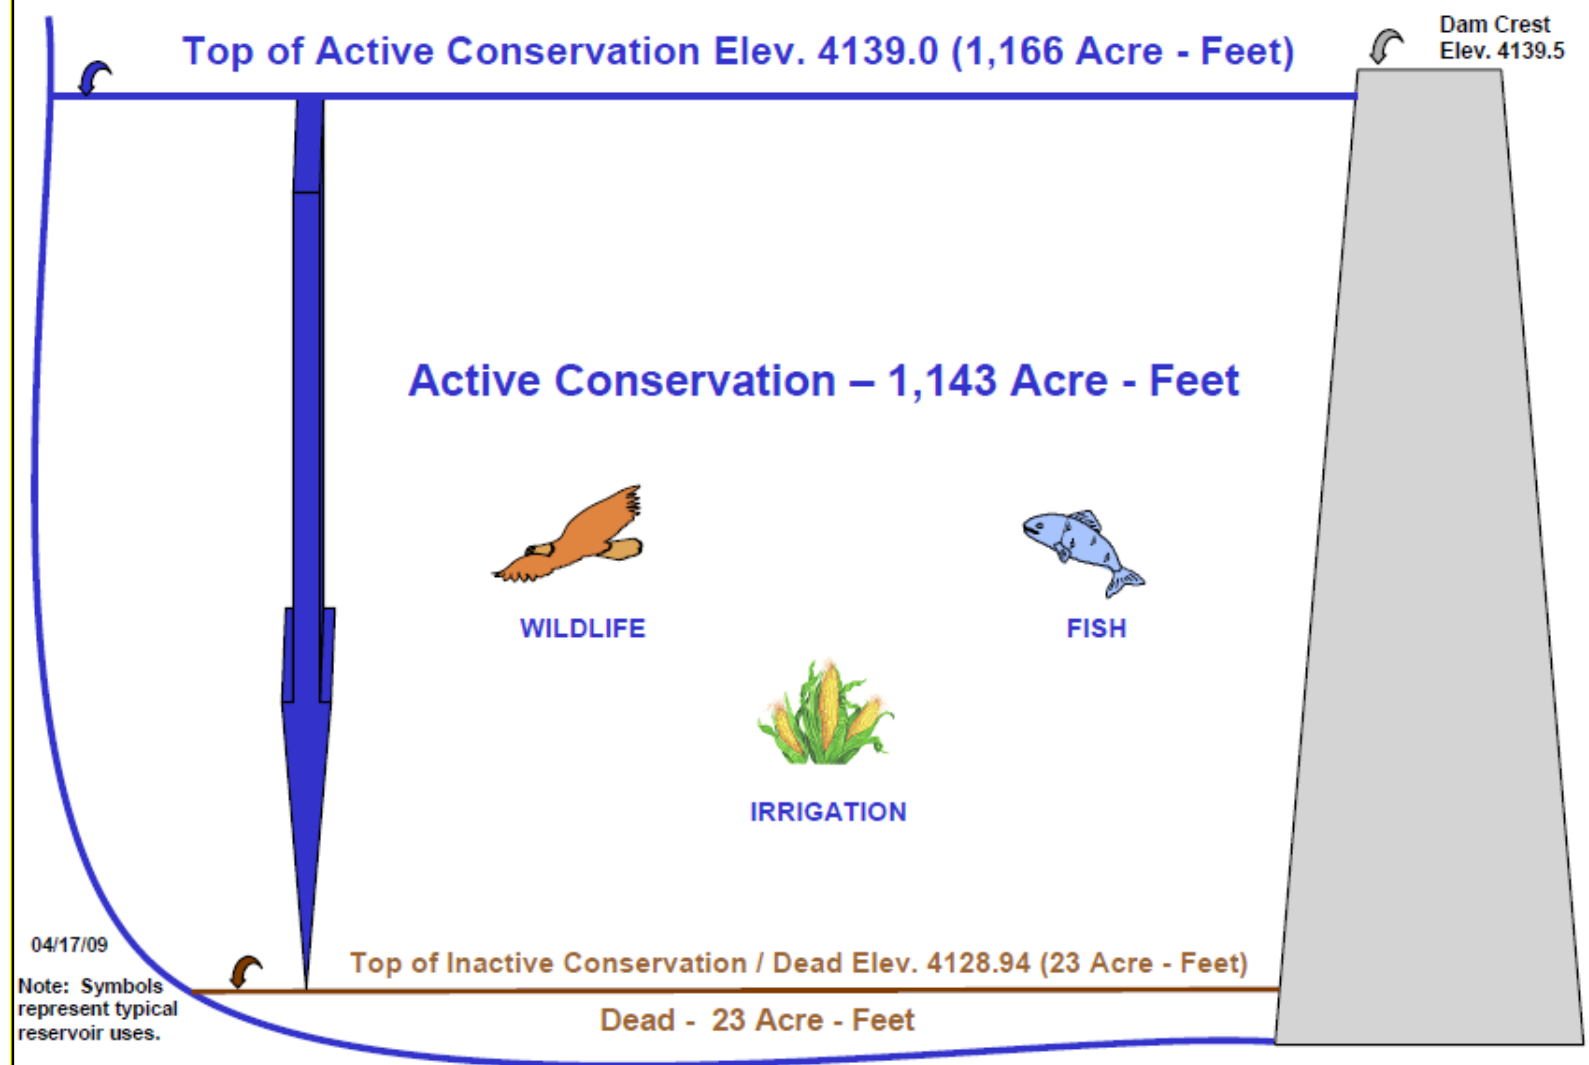 Top of Active Conservation Elev. 4139.0 (1,166 Acre - Feet)
Dam Crest
Elev. 4139.5
Active Conservation – 1,143 Acre - Feet
WILDLIFE
FISH
IRRIGATION
04/17/09
Top of Inactive Conservation / Dead Elev. 4128.94 (23 Acre - Feet)
Note: Symbols
represent typical
reservoir uses.
Dead - 23 Acre - Feet